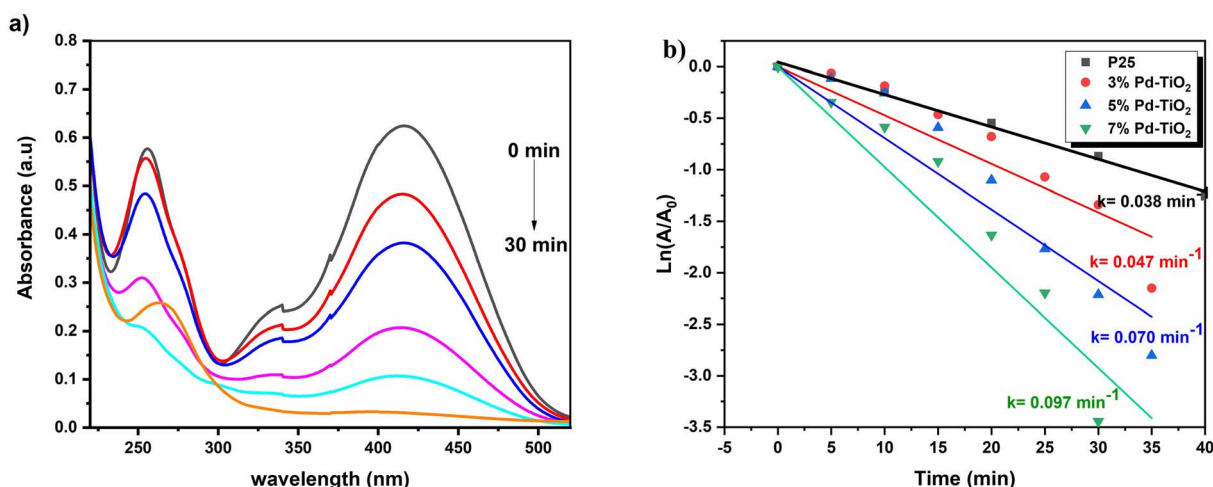 a)
0.8
0.7
0.6
0.5
0.4
0.3
0.2
0.1
0.0
Absorbance (a.u)
0 min
30 min
250 300 350 400 450 500
wavelength (nm)
b)
0,0
-0,5
-1,0
-1,5
-2,0
-2,5
-3,0
-3,5
Ln(A/A₀)
P25
3% Pd-TiO₂
5% Pd-TiO₂
7% Pd-TiO₂
k= 0.038 min⁻¹
k= 0.047 min⁻¹
k= 0.070 min⁻¹
k= 0.097 min⁻¹
-5 0 5 10 15 20 25 30 35 40
Time (min)